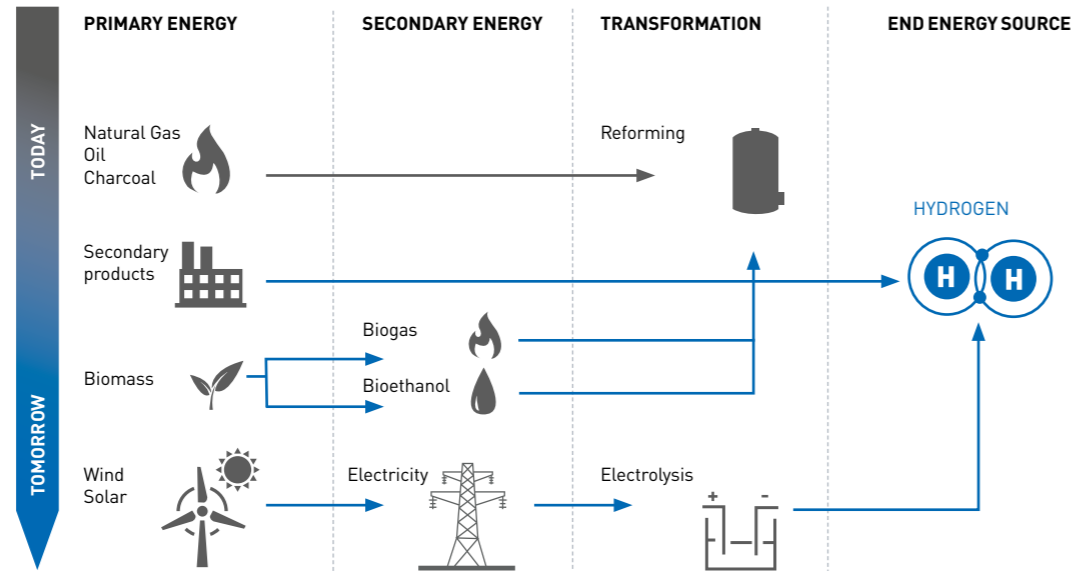 PRIMARY ENERGY
SECONDARY ENERGY
TRANSFORMATION
END ENERGY SOURCE
TODAY
TOMORROW
Natural Gas
Oil
Charcoal
Reforming
HYDROGEN
H H
Secondary
products
Biogas
Biomass
Bioethanol
Wind
Solar
Electricity
Electrolysis
+ -